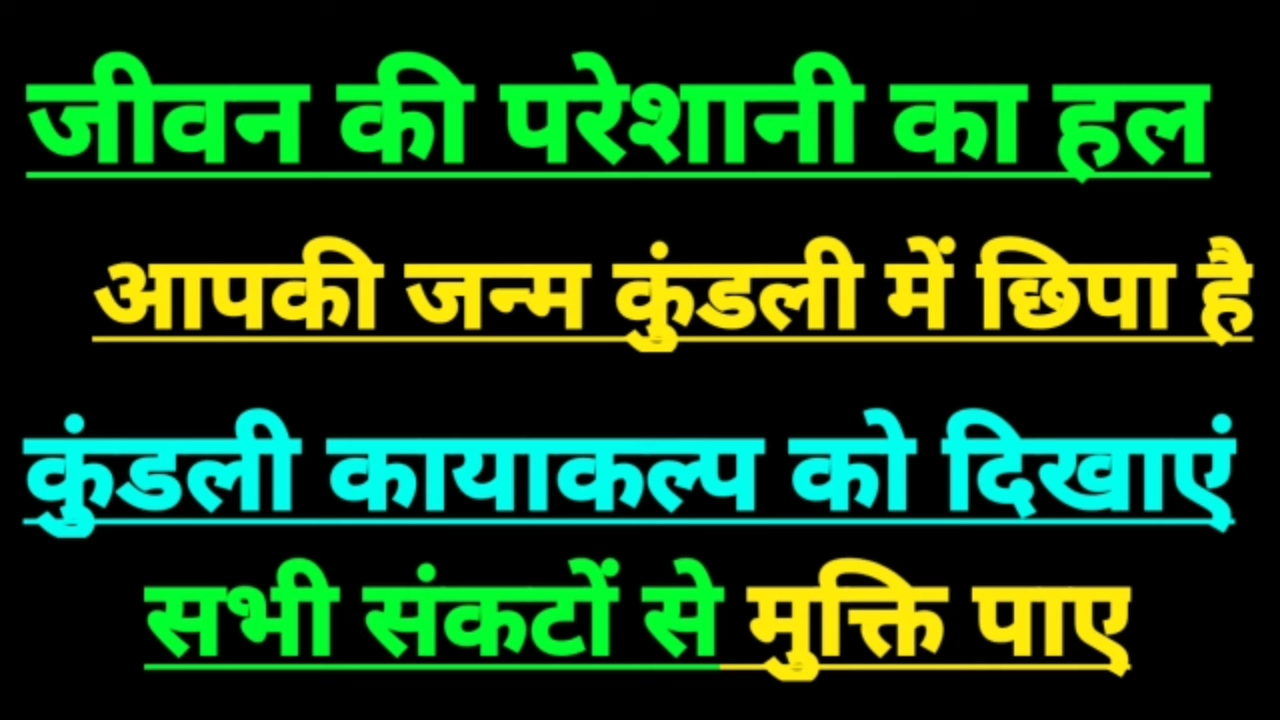 जीवन की परेशानी का हल
आपकी जन्म कुंडली में छिपा है
कुंडली कायाकल्प को दिखाएं
सभी संकटों से मुक्ति पाए